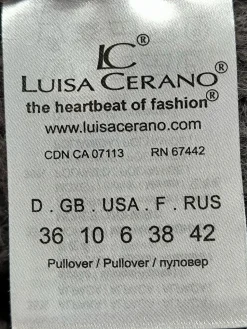 LC®
LUISA CERANO®
the heartbeat of fashion®
www.luisacerano.com
CDN CA 07113 RN 67442
D . GB . USA . F . RUS
36 10 6 38 42
Pullover / Pullover / пуловер